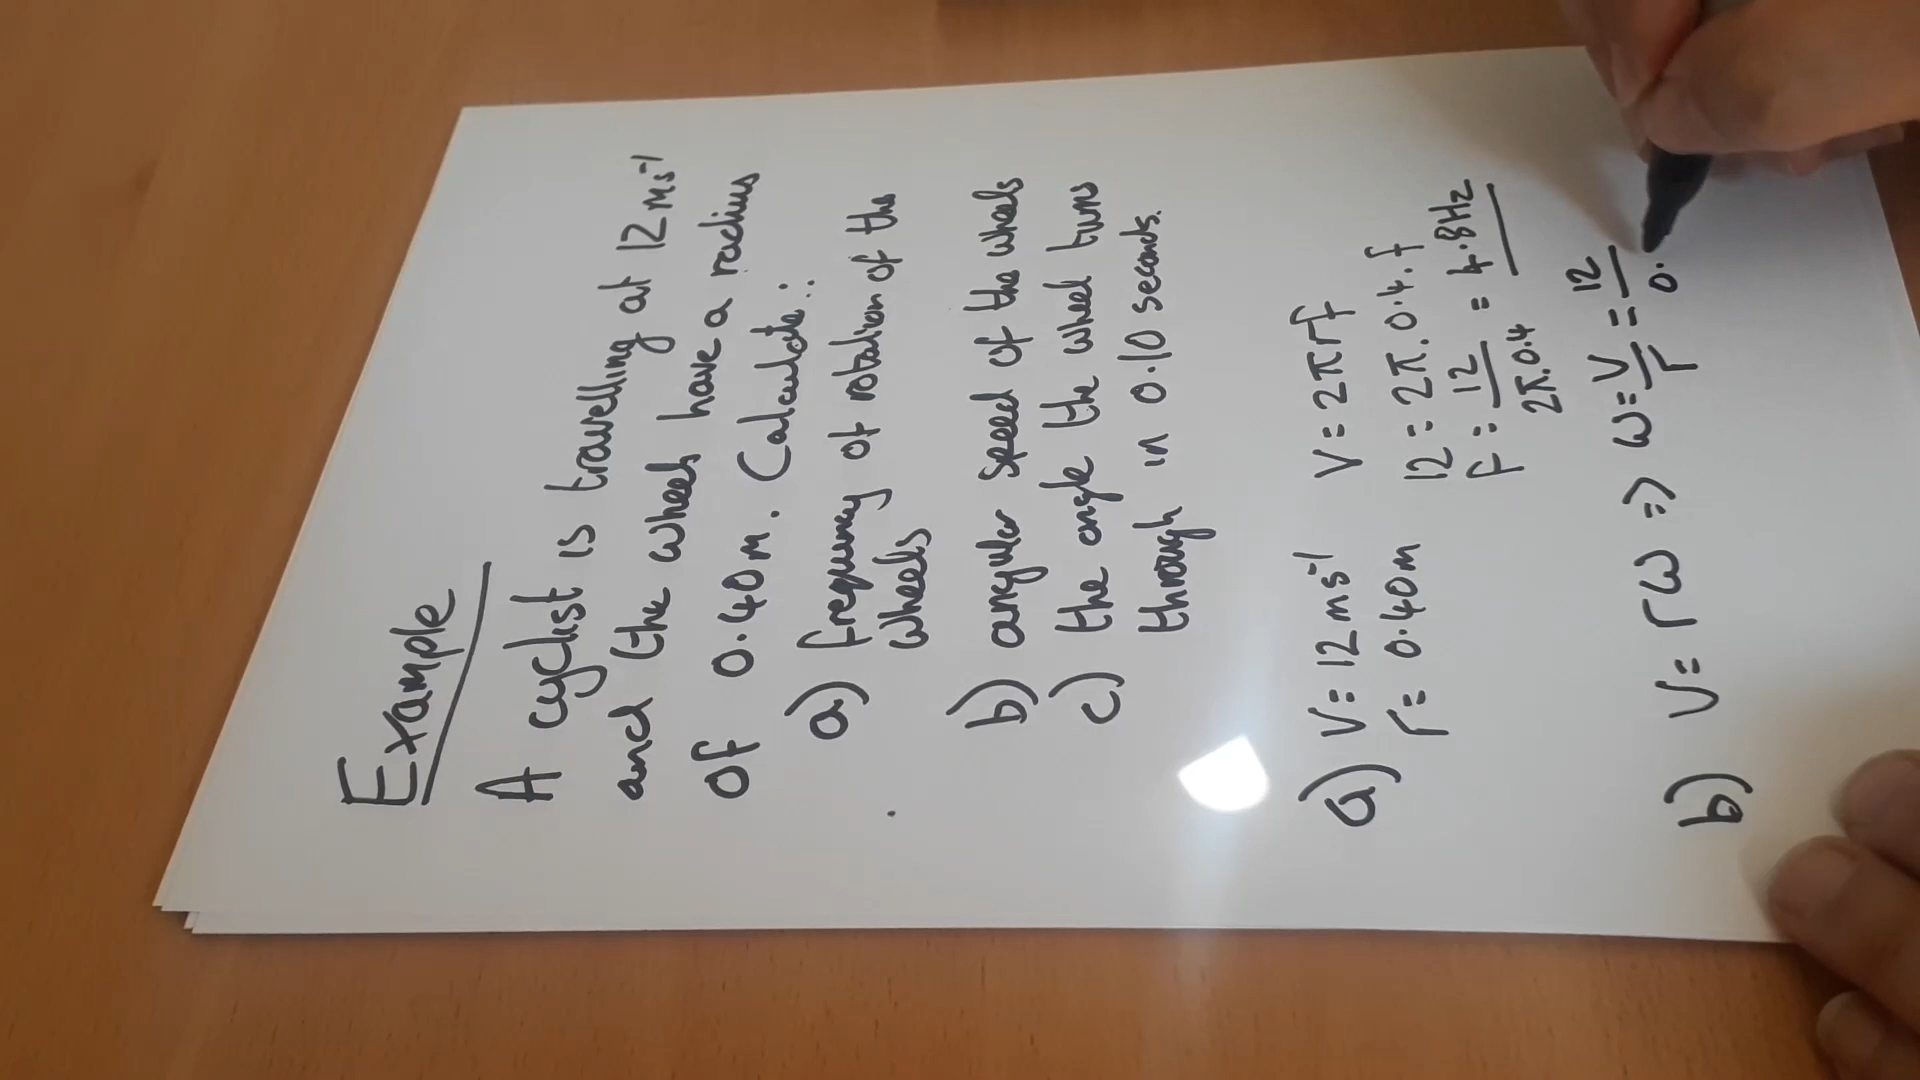 Example
A cyclist is travelling at 12 ms⁻¹
and the wheels have a radius
of 0.40m. Calculate:
a) frequency of rotation of the
wheels
b) angular speed of the wheels
c) the angle the wheel turns
through in 0.10 seconds.
a) V = 12 ms⁻¹ V = 2πrf
r = 0.40m 12 = 2π.0.4.f
f = 12/2π.0.4 = 4.8Hz
b) V = rω => ω = V/r = 12/0.